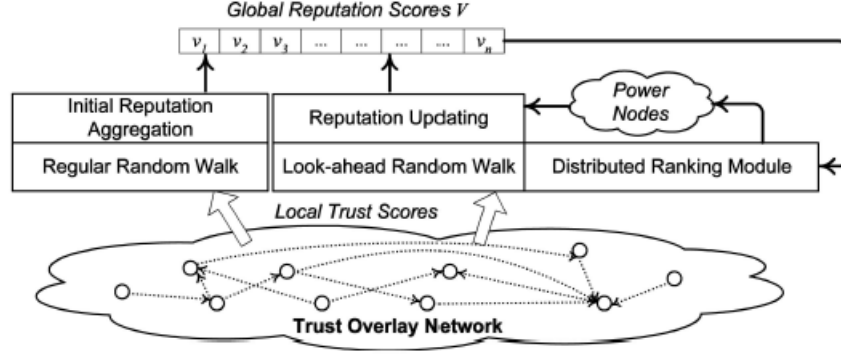 Global Reputation Scores V
v1 v2 v3 ... ... ... .... vn
Initial Reputation
Aggregation
Reputation Updating
Power
Nodes
Regular Random Walk
Look-ahead Random Walk
Distributed Ranking Module
Local Trust Scores
Trust Overlay Network